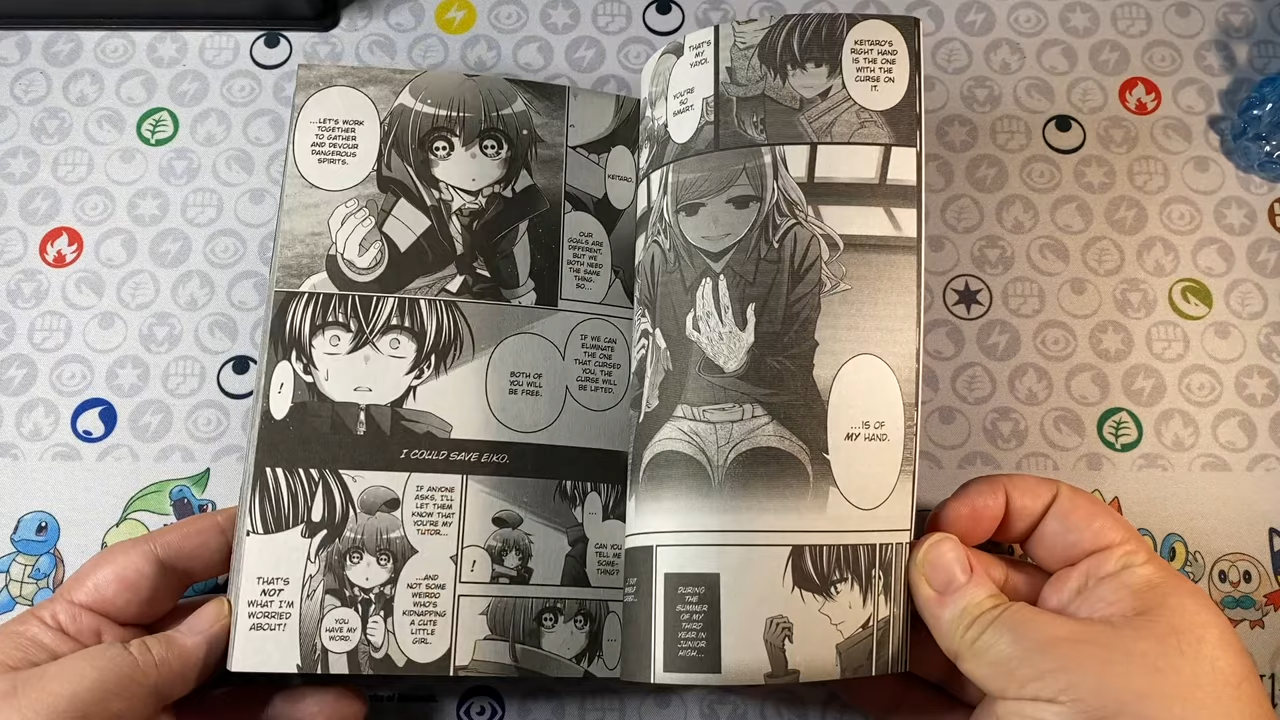 KEITARO'S
RIGHT HAND
IS THE ONE
WITH THE
CURSE ON
IT.
THAT'S
MY
YAYOI.
YOU'RE
SO
SMART.
...IS OF
MY HAND.
DURING
THE
SUMMER
OF MY
THIRD
YEAR IN
JUNIOR
HIGH...
KEITARO.
OUR
GOALS ARE
DIFFERENT,
BUT WE
BOTH NEED
THE SAME
THING.
SO...
...LET'S WORK
TOGETHER
TO GATHER
AND DEVOUR
DANGEROUS
SPIRITS.
IF WE CAN
ELIMINATE
THE ONE
THAT CURSED
YOU, THE
CURSE WILL
BE LIFTED.
BOTH OF
YOU WILL
BE FREE.
!
I COULD SAVE EIKO.
...
CAN YOU
TELL ME
SOME-
THING?
!
...
IF ANYONE
ASKS, I'LL
LET THEM
KNOW THAT
YOU'RE MY
TUTOR...
...AND
NOT SOME
WEIRDO
WHO'S
KIDNAPPING
A CUTE
LITTLE
GIRL.
YOU
HAVE MY
WORD.
THAT'S
NOT
WHAT I'M
WORRIED
ABOUT!